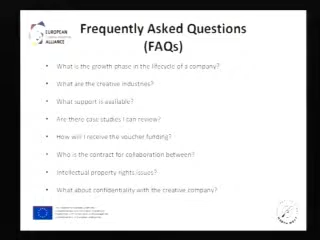 EUROPEAN
ALLIANCE
Frequently Asked Questions
(FAQs)
• What is the growth phase in the lifecycle of a company?
• What are the creative industries?
• What support is available?
• Are there case studies I can review?
• How will I receive the voucher funding?
• Who is the contract for collaboration between?
• Intellectual property rights issues?
• What about confidentiality with the creative company?